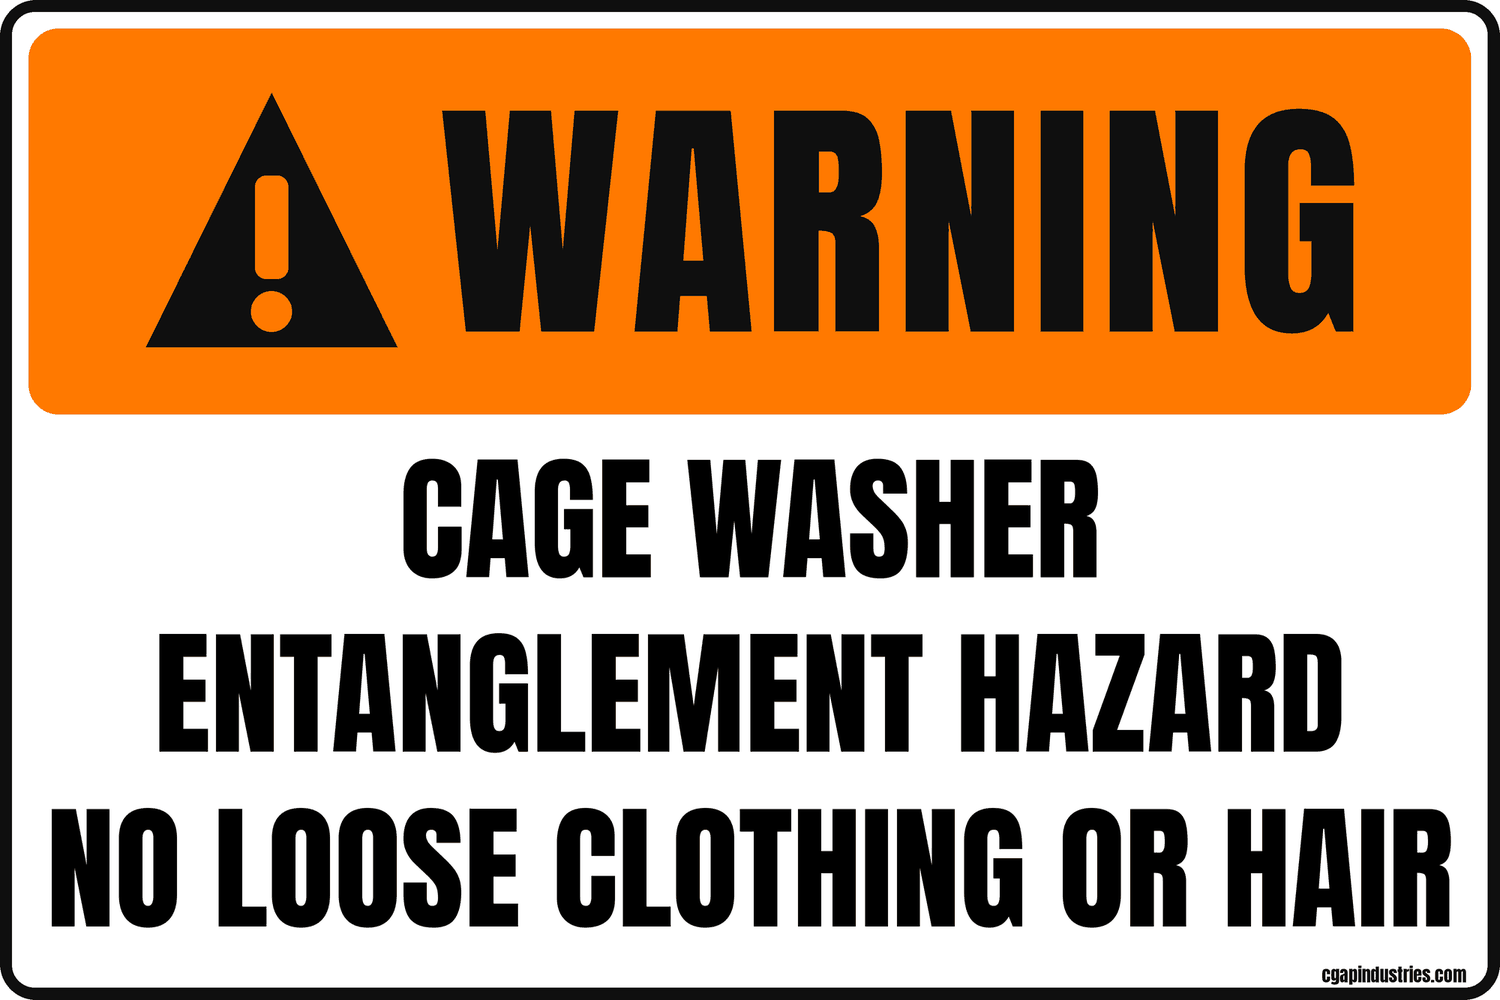 WARNING
CAGE WASHER
ENTANGLEMENT HAZARD
NO LOOSE CLOTHING OR HAIR
cgapindustries.com